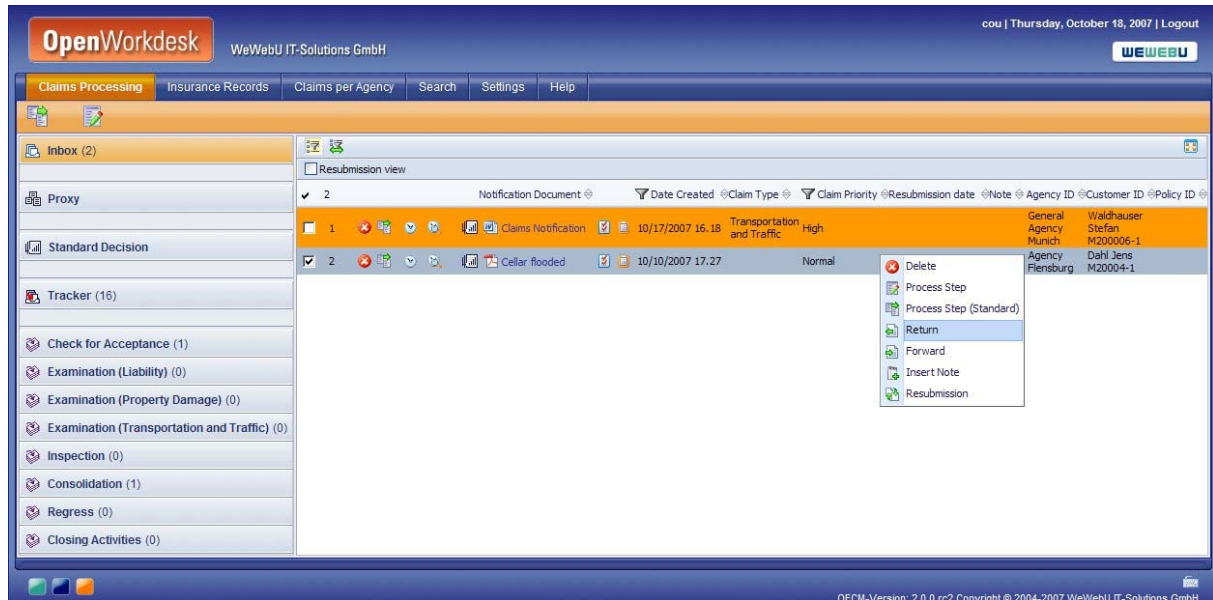 cou | Thursday, October 18, 2007 | Logout
OpenWorkdesk WeWebU IT-Solutions GmbH
WEWEBU
Claims Processing Insurance Records Claims per Agency Search Settings Help
Inbox (2)
Proxy
Standard Decision
Tracker (16)
Check for Acceptance (1)
Examination (Liability) (0)
Examination (Property Damage) (0)
Examination (Transportation and Traffic) (0)
Inspection (0)
Consolidation (1)
Regress (0)
Closing Activities (0)
Resubmission view
2 Notification Document Date Created Claim Type Claim Priority Resubmission date Note Agency ID Customer ID Policy ID
1 Claims Notification 10/17/2007 16.18 Transportation and Traffic High General Agency Munich Waldhauser Stefan M200006-1
2 Cellar flooded 10/10/2007 17.27 Normal Agency Flensburg Dahl Jens M20004-1
Delete
Process Step
Process Step (Standard)
Return
Forward
Insert Note
Resubmission
OECM-Version: 2.0.0.rc2 Copyright © 2004-2007 WeWebU IT-Solutions GmbH